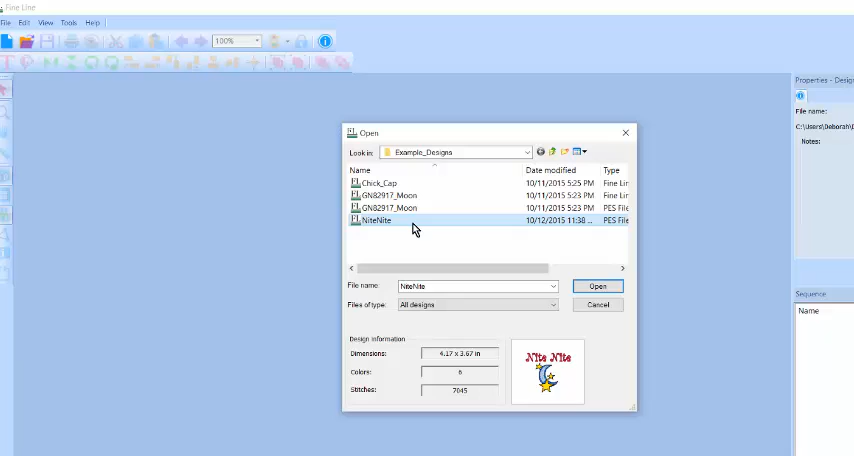 Fine Line
File Edit View Tools Help
100%
Properties - Design
File name:
C:\Users\Deborah\D
Notes:
Open
Look in: Example_Designs
Name Date modified Type
Chick_Cap 10/11/2015 5:25 PM Fine Lin
GN82917_Moon 10/11/2015 5:23 PM Fine Lin
GN82917_Moon 10/11/2015 5:23 PM PES File
NiteNite 10/12/2015 11:38 ... PES File
File name: NiteNite Open
Files of type: All designs Cancel
Design Information
Dimensions: 4.17 x 3.67 in
Colors: 6
Stitches: 7045
Nite Nite
Sequence
Name